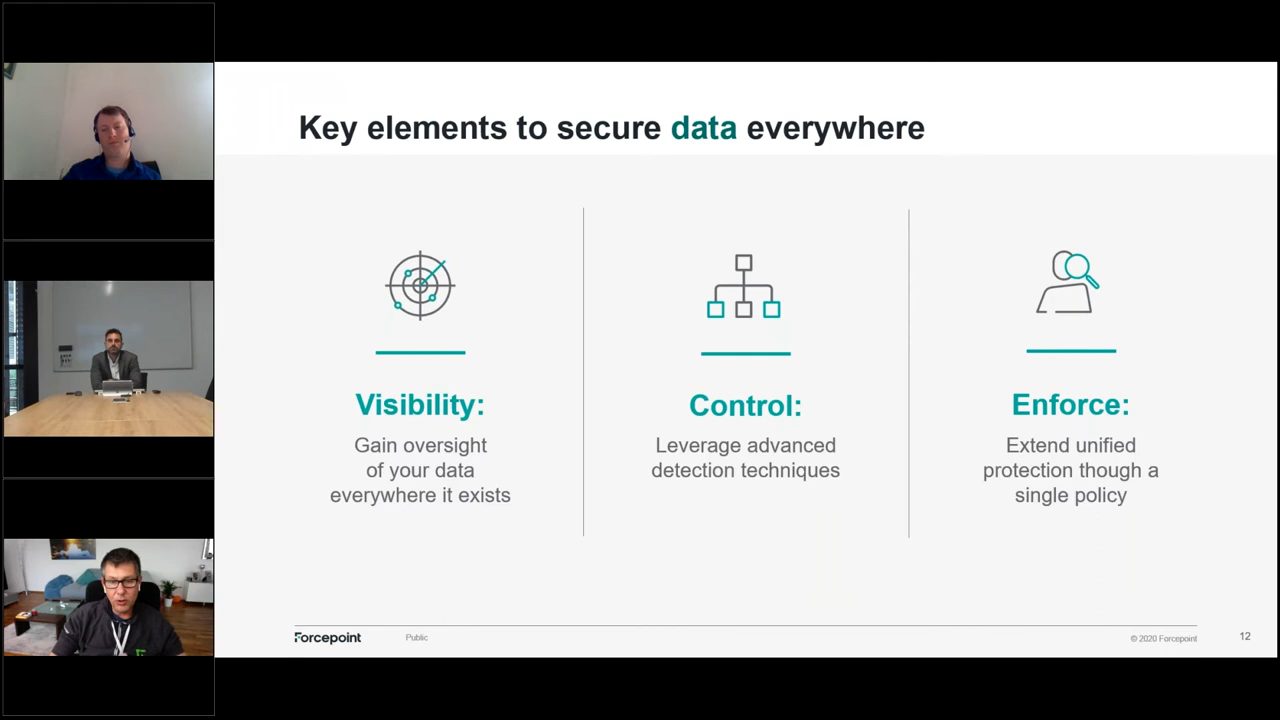 Key elements to secure data everywhere
Visibility:
Gain oversight
of your data
everywhere it exists
Control:
Leverage advanced
detection techniques
Enforce:
Extend unified
protection though a
single policy
Forcepoint
Public
© 2020 Forcepoint
12